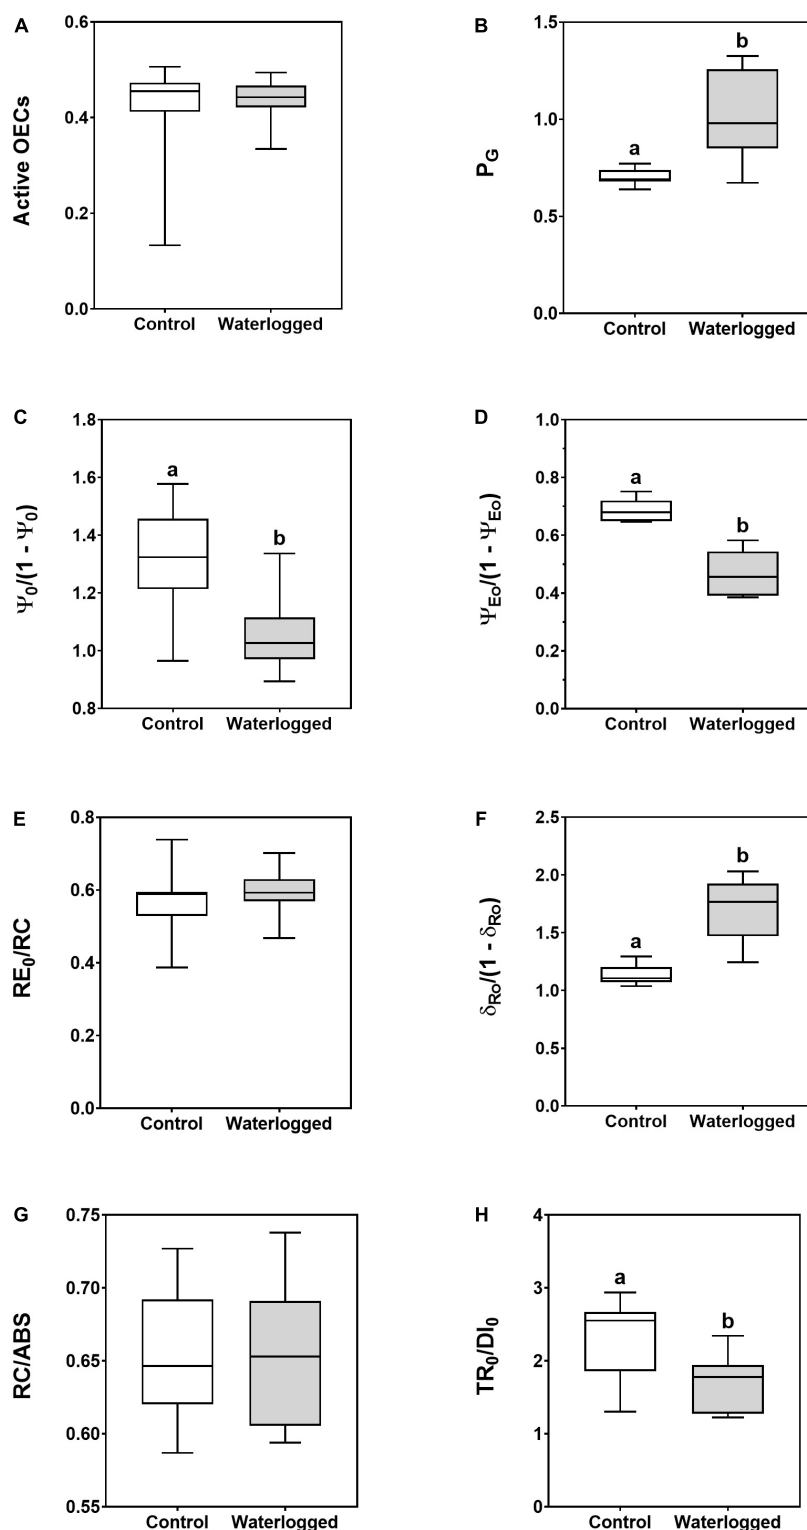 A
Active OECs
0.6
0.4
0.2
0.0
Control Waterlogged
B
P_G
1.5
1.0
0.5
0.0
a
b
Control Waterlogged
C
Ψ₀/(1 - Ψ₀)
1.8
1.6
1.4
1.2
1.0
0.8
a
b
Control Waterlogged
D
Ψ_Eo/(1 - Ψ_Eo)
1.0
0.8
0.6
0.4
0.2
0.0
a
b
Control Waterlogged
E
RE₀/RC
0.8
0.6
0.4
0.2
0.0
Control Waterlogged
F
δ_Ro/(1 - δ_Ro)
2.5
2.0
1.5
1.0
0.5
0.0
a
b
Control Waterlogged
G
RC/ABS
0.75
0.70
0.65
0.60
0.55
Control Waterlogged
H
TR₀/DI₀
4
3
2
1
0
a
b
Control Waterlogged